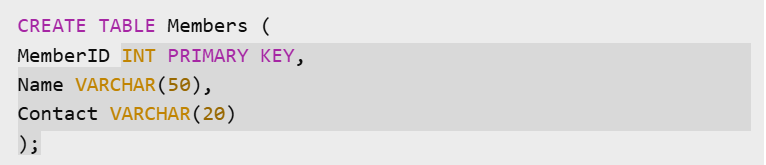 CREATE TABLE Members (
MemberID INT PRIMARY KEY,
Name VARCHAR(50),
Contact VARCHAR(20)
);